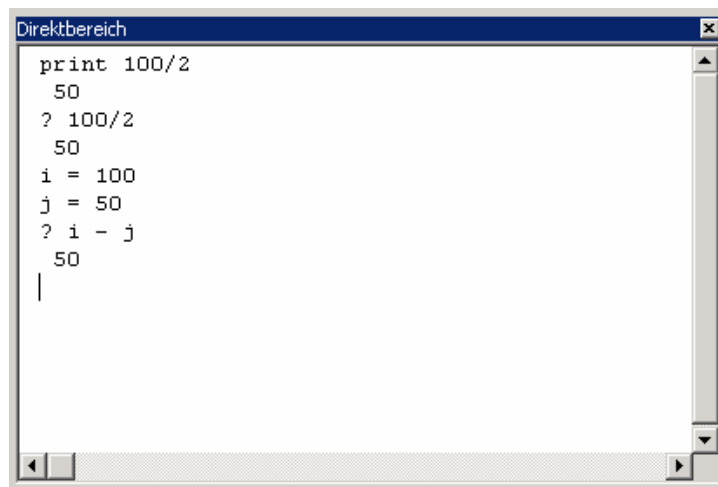 Direktbereich
print 100/2
50
? 100/2
50
i = 100
j = 50
? i - j
50